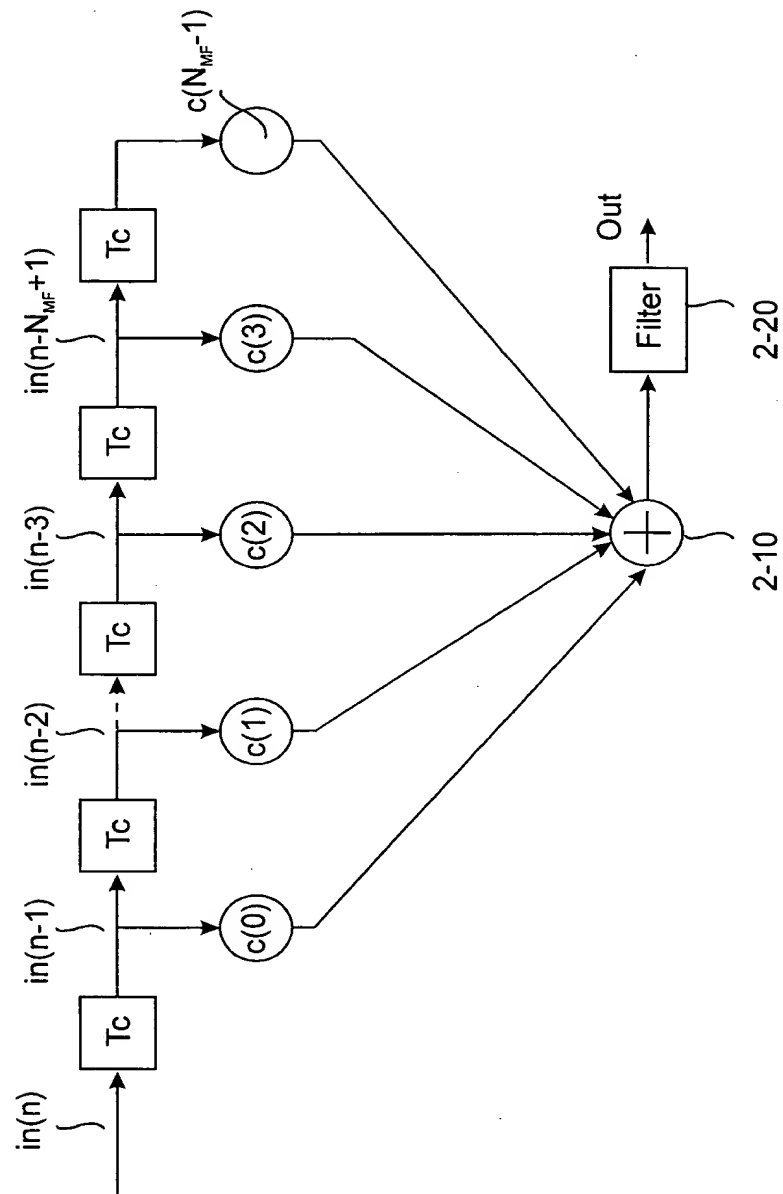 in(n)
in(n-1)
in(n-2)
in(n-3)
in(n-N_MF+1)
Tc
Tc
Tc
Tc
Tc
c(0)
c(1)
c(2)
c(3)
c(N_MF-1)
Filter
Out
2-10
2-20